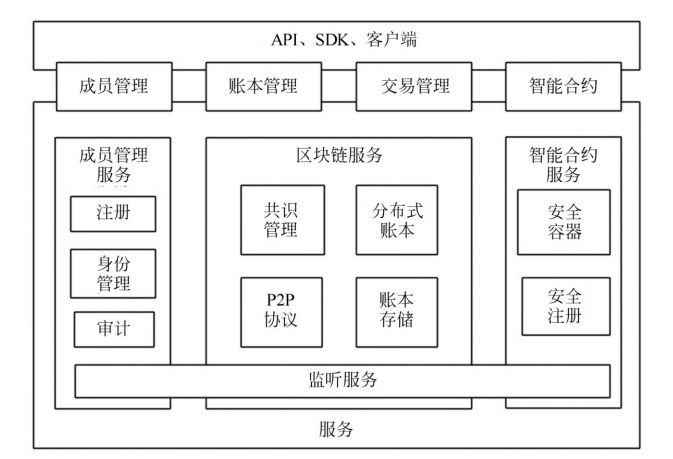 API、SDK、客户端
成员管理
账本管理
交易管理
智能合约
成员管理
服务
注册
身份
管理
审计
区块链服务
共识
管理
分布式
账本
P2P
协议
账本
存储
智能合约
服务
安全
容器
安全
注册
监听服务
服务